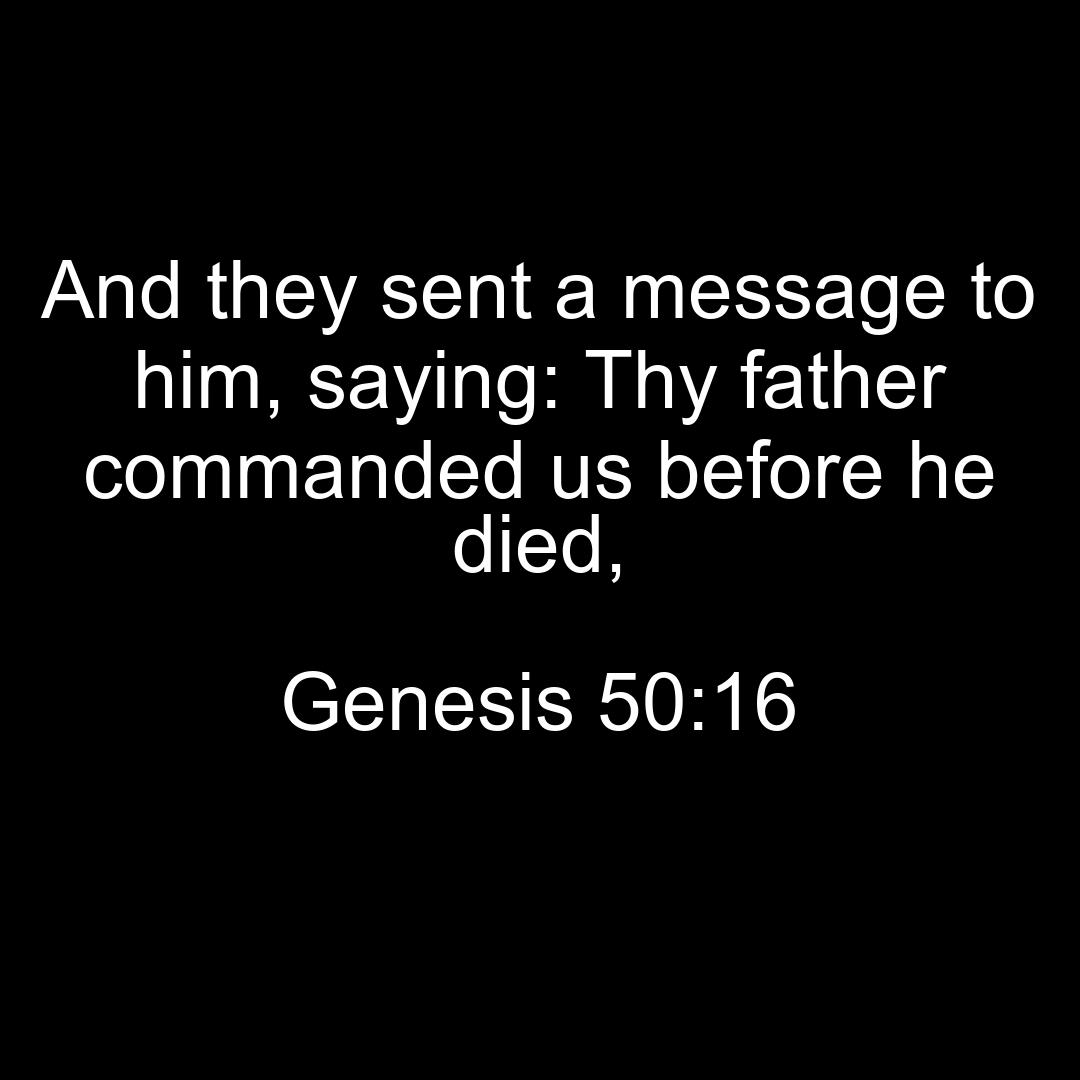 And they sent a message to
him, saying: Thy father
commanded us before he
died,
Genesis 50:16